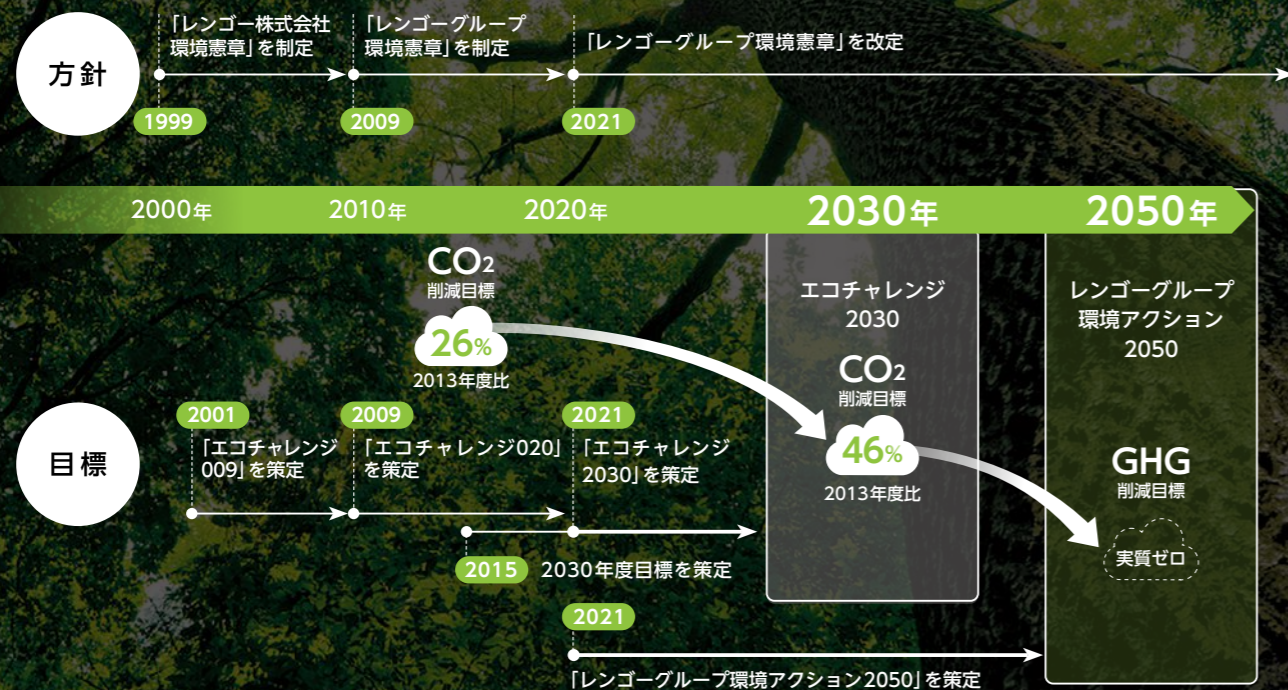 方針
「レンゴー株式会社
環境憲章」を制定
「レンゴーグループ
環境憲章」を制定
「レンゴーグループ環境憲章」を改定
1999
2009
2021
2000年
2010年
2020年
2030年
2050年
CO₂
削減目標
26%
2013年度比
エコチャレンジ
2030
CO₂
削減目標
46%
2013年度比
レンゴーグループ
環境アクション
2050
GHG
削減目標
実質ゼロ
目標
2001
「エコチャレンジ
009」を策定
2009
「エコチャレンジ020」
を策定
2021
「エコチャレンジ
2030」を策定
2015
2030年度目標を策定
2021
「レンゴーグループ環境アクション2050」を策定